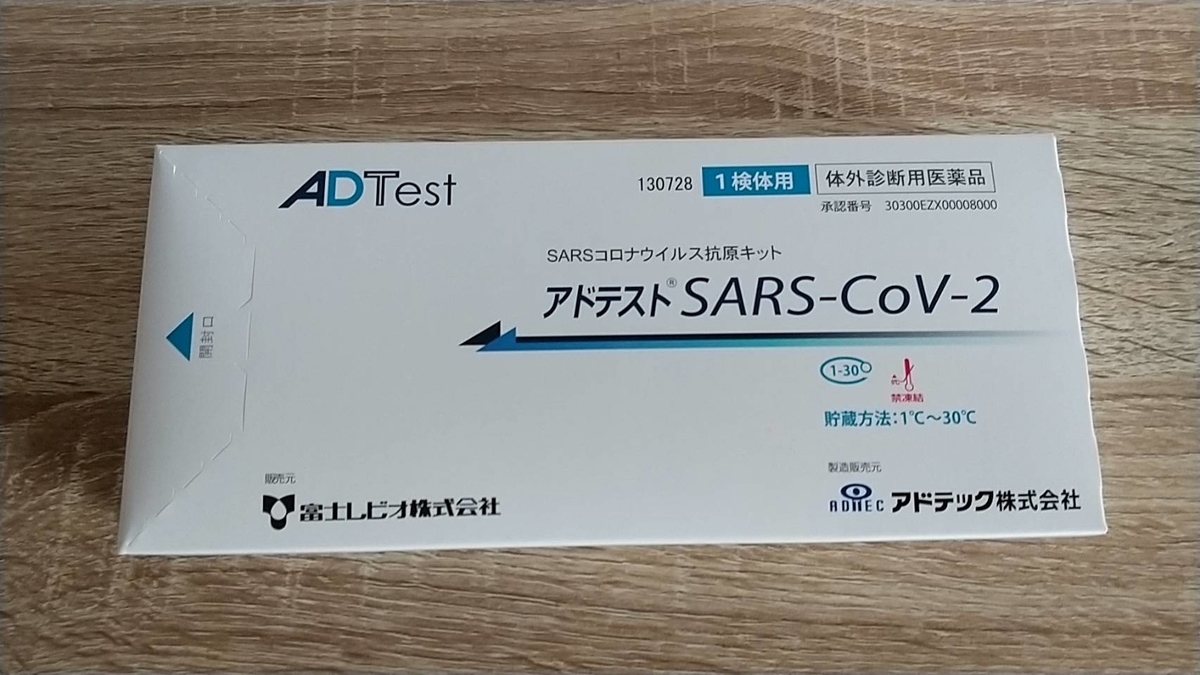 ADTest
130728 1検体用 体外診断用医薬品
承認番号 30300EZX00008000
SARSコロナウイルス抗原キット
アドテスト® SARS-CoV-2
開封口
1-30
禁凍結
貯蔵方法:1℃~30℃
販売元
富士レビオ株式会社
製造販売元
ADTEC アドテック株式会社